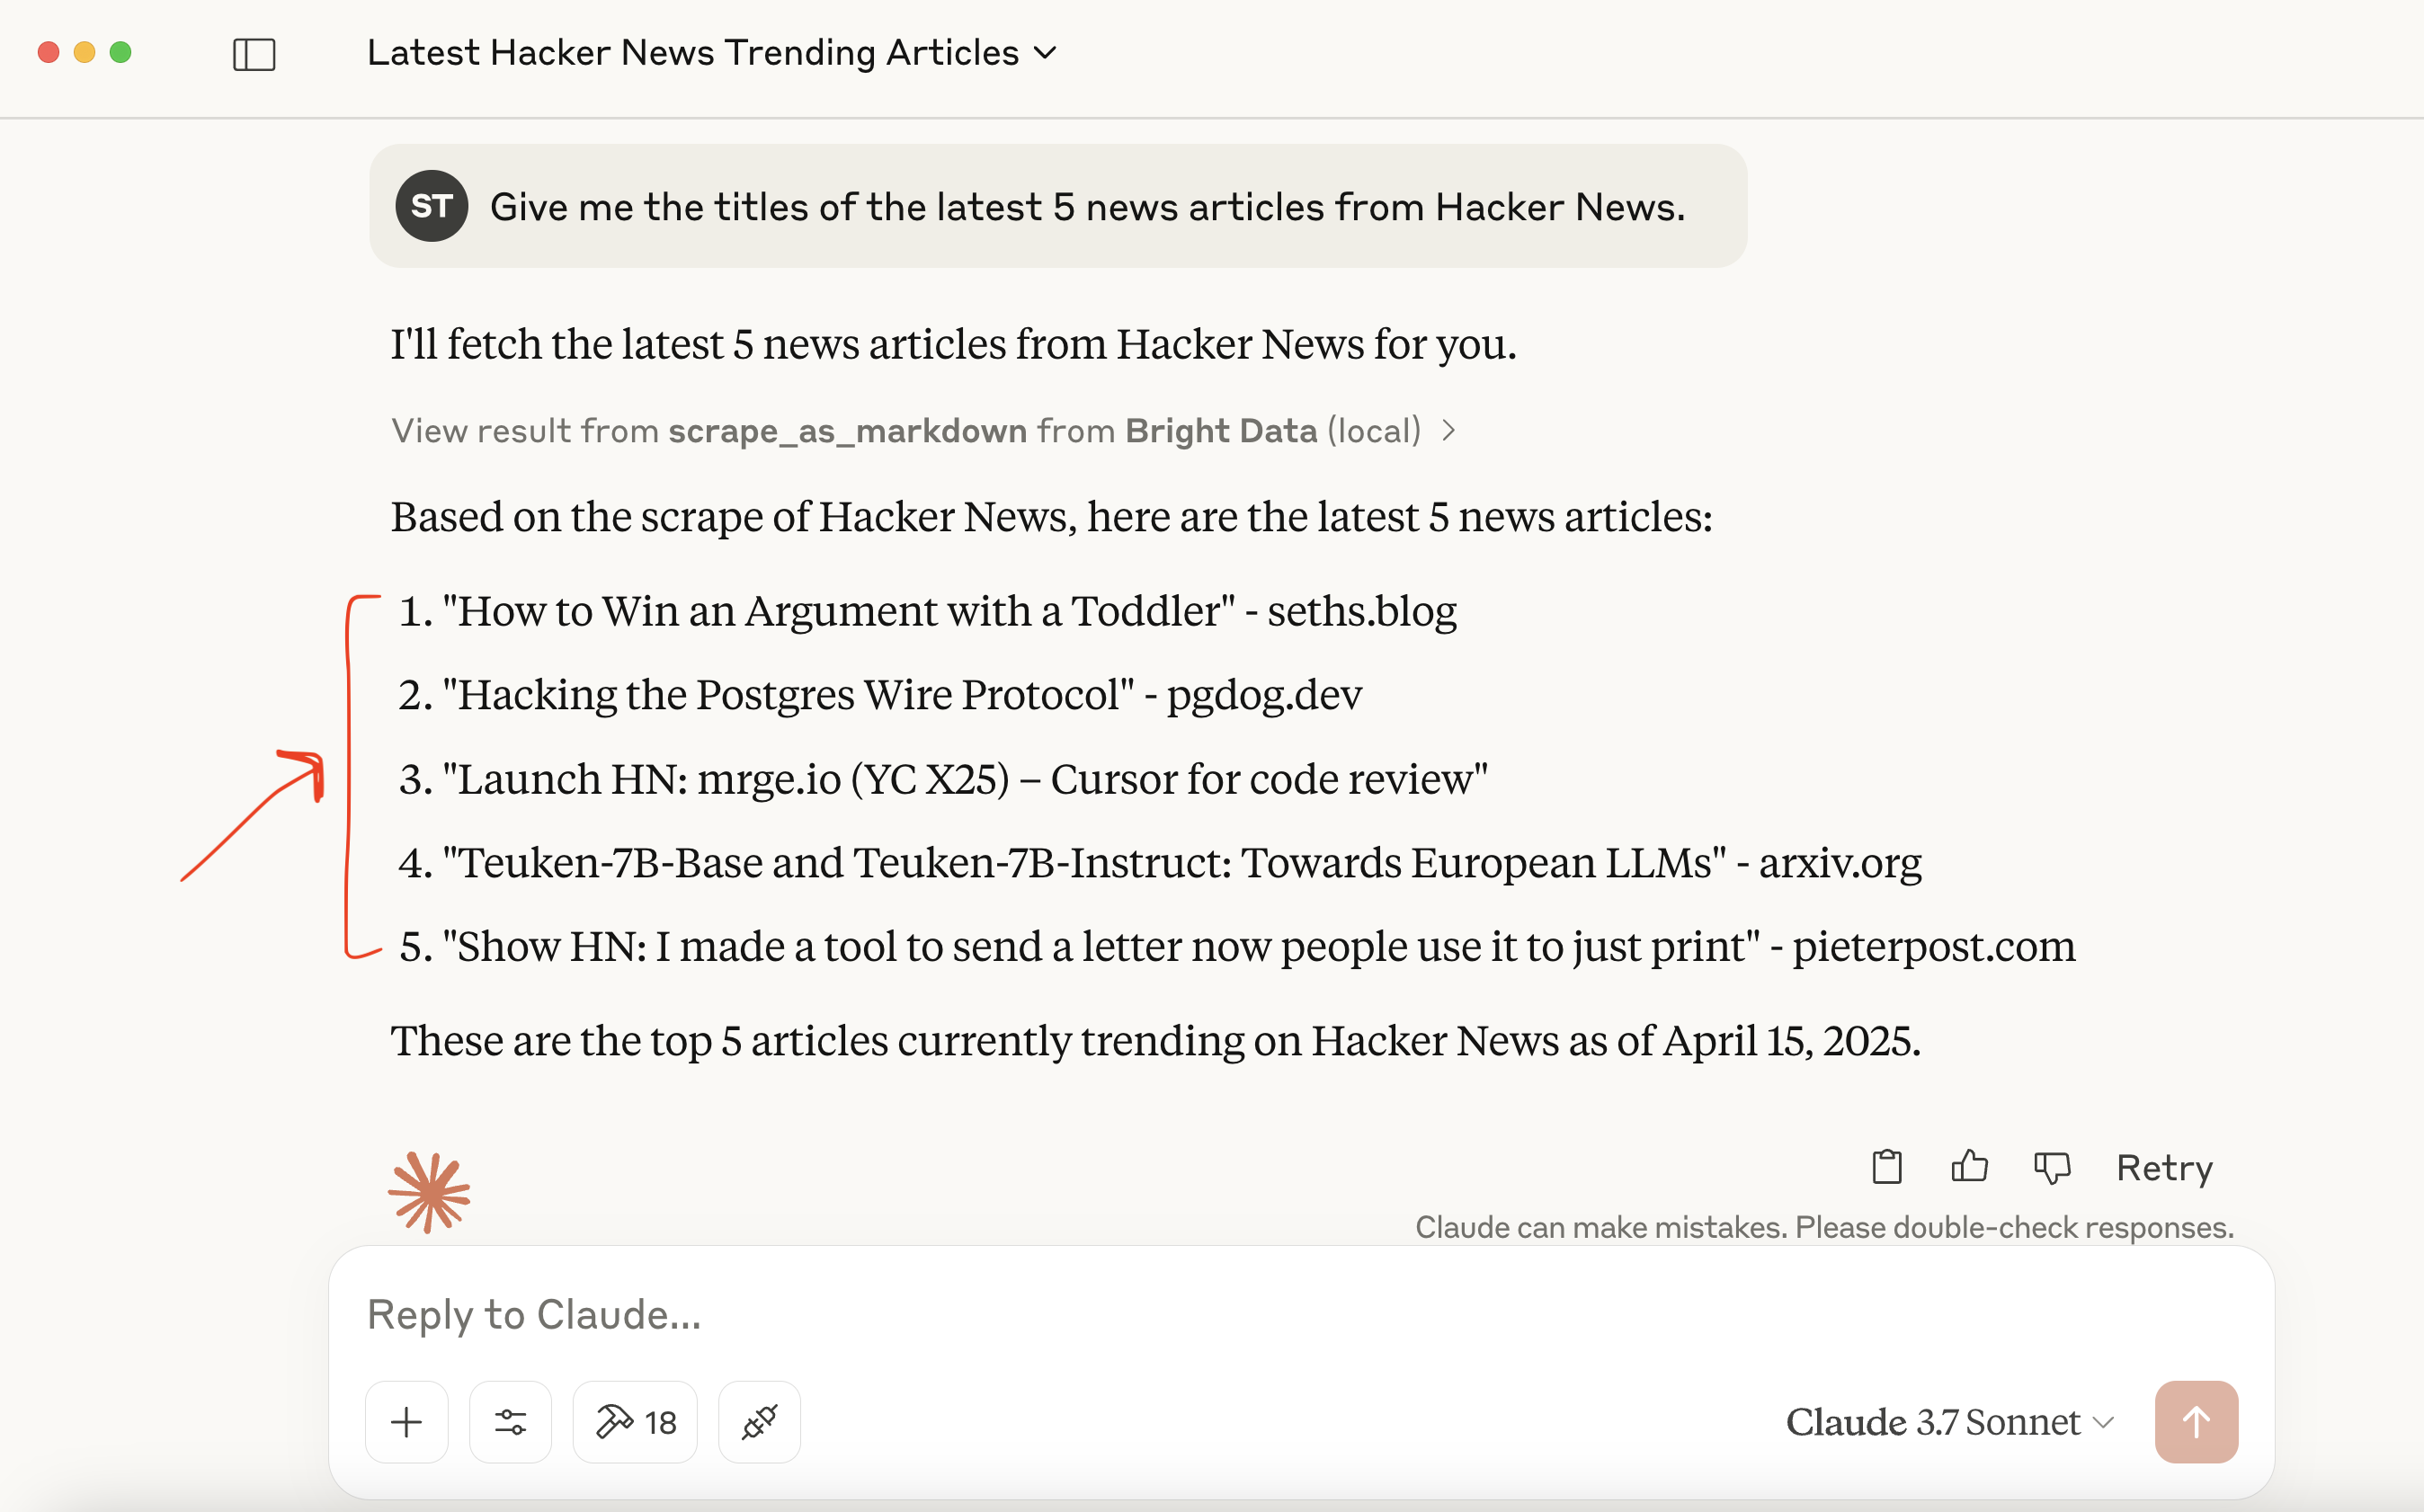 Latest Hacker News Trending Articles
ST Give me the titles of the latest 5 news articles from Hacker News.
I'll fetch the latest 5 news articles from Hacker News for you.
View result from scrape_as_markdown from Bright Data (local)
Based on the scrape of Hacker News, here are the latest 5 news articles:
1. "How to Win an Argument with a Toddler" - seths.blog
2. "Hacking the Postgres Wire Protocol" - pgdog.dev
3. "Launch HN: mrge.io (YC X25) – Cursor for code review"
4. "Teuken-7B-Base and Teuken-7B-Instruct: Towards European LLMs" - arxiv.org
5. "Show HN: I made a tool to send a letter now people use it to just print" - pieterpost.com
These are the top 5 articles currently trending on Hacker News as of April 15, 2025.
Retry
Claude can make mistakes. Please double-check responses.
Reply to Claude...
18
Claude 3.7 Sonnet